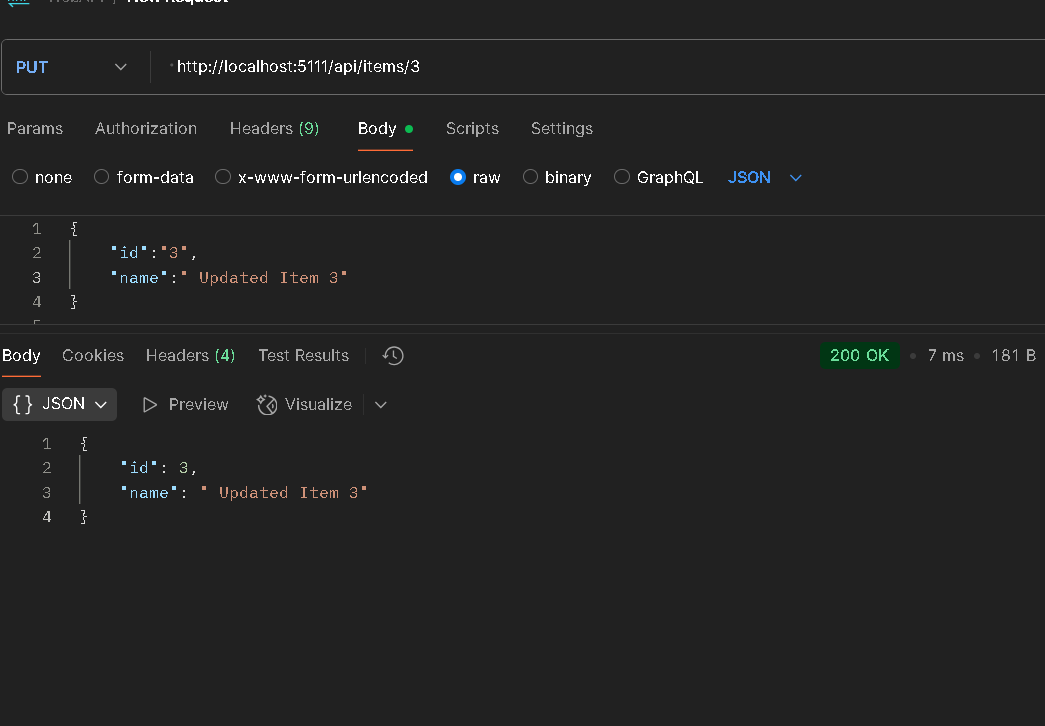 New Request
PUT
http://localhost:5111/api/items/3
Params Authorization Headers (9) Body Scripts Settings
none form-data x-www-form-urlencoded raw binary GraphQL JSON
1 {
2 "id":"3",
3 "name":" Updated Item 3"
4 }
Body Cookies Headers (4) Test Results 200 OK • 7 ms • 181 B
{} JSON Preview Visualize
1 {
2 "id": 3,
3 "name": " Updated Item 3"
4 }